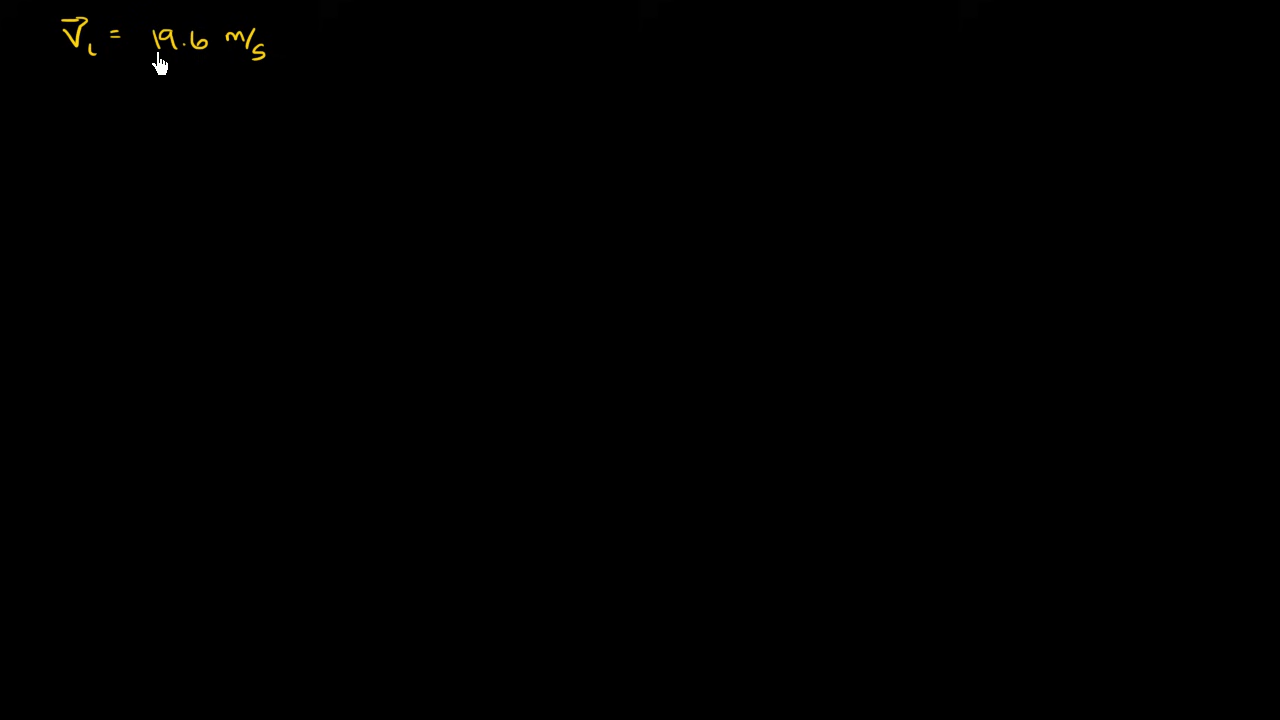 v⃗ᵢ = 19.6 m/s